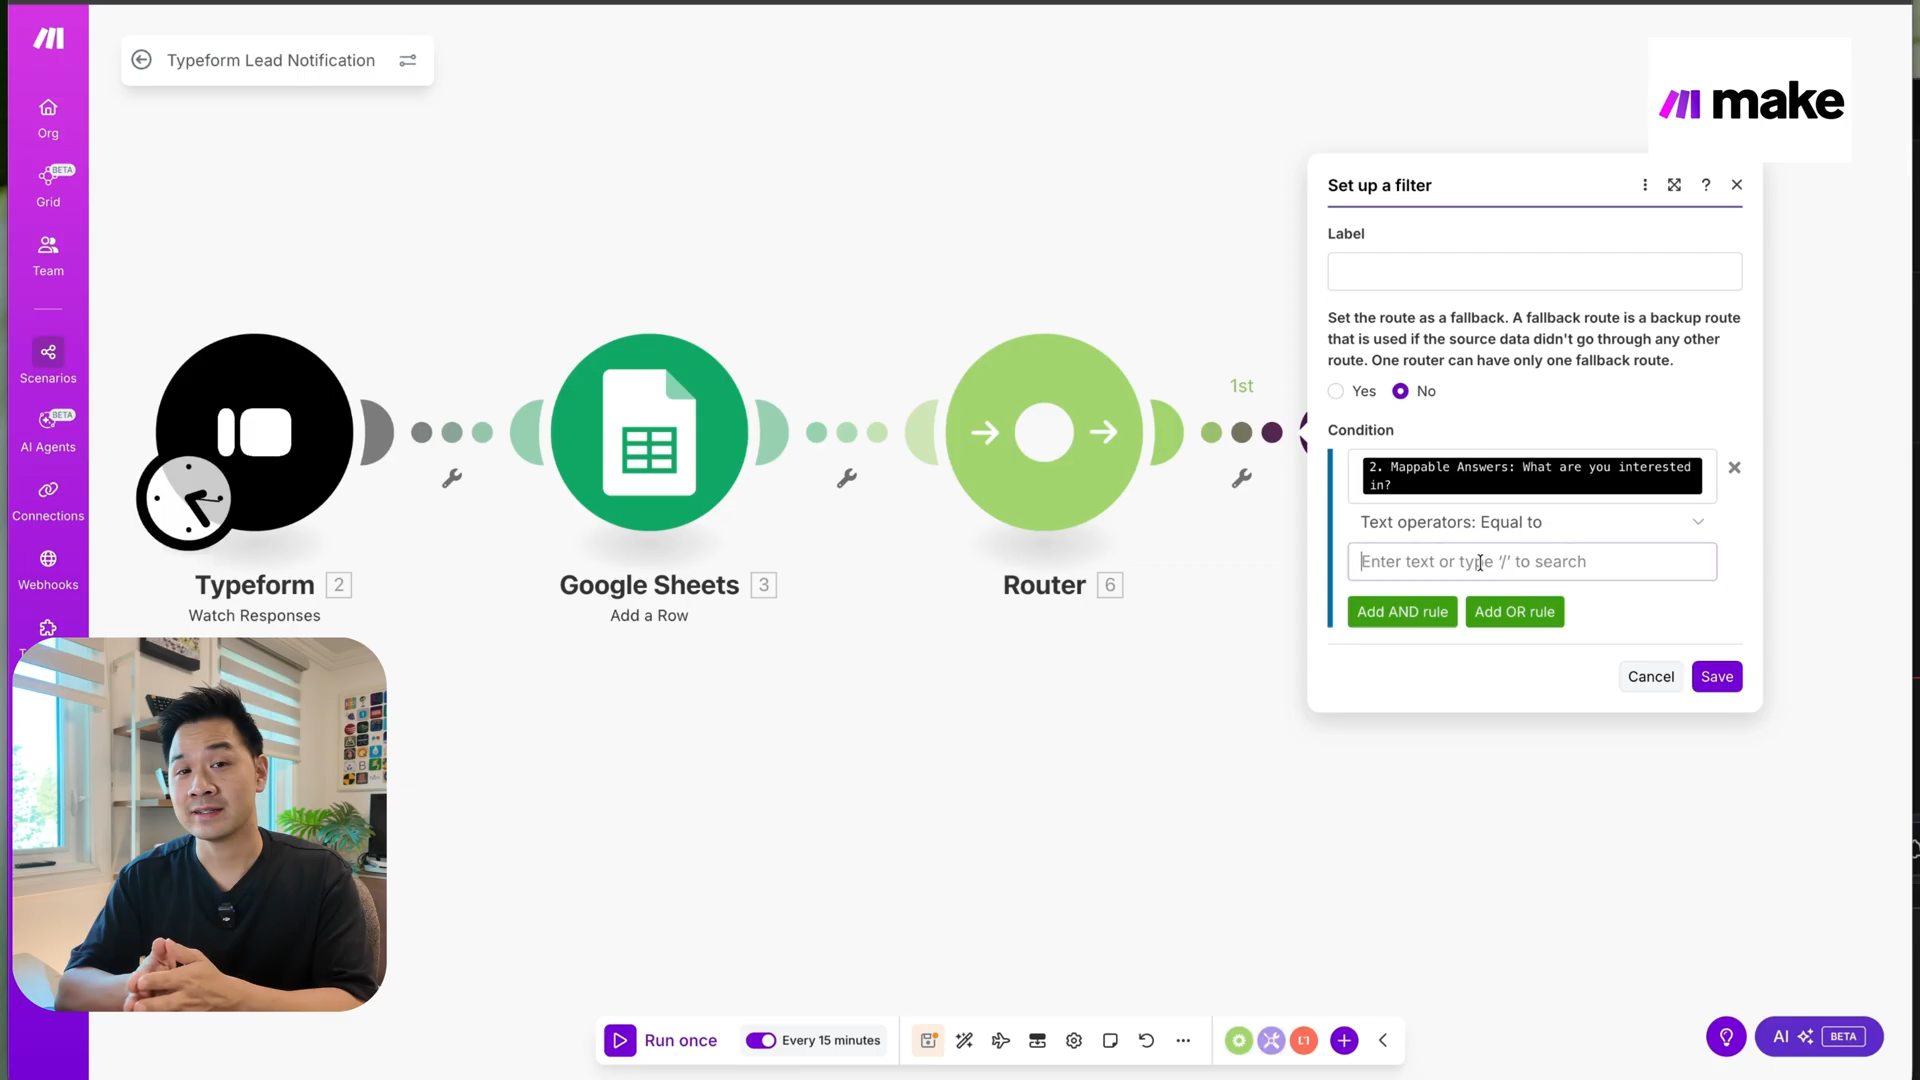 Typeform Lead Notification
make
Org
BETA
Grid
Team
Scenarios
BETA
AI Agents
Connections
Webhooks
Set up a filter
Label
Set the route as a fallback. A fallback route is a backup route
that is used if the source data didn't go through any other
route. One router can have only one fallback route.
Yes
No
Condition
2. Mappable Answers: What are you interested
in?
Text operators: Equal to
Enter text or type '/' to search
Add AND rule
Add OR rule
Cancel
Save
1st
Typeform 2
Watch Responses
Google Sheets 3
Add a Row
Router 6
Run once
Every 15 minutes
AI
BETA